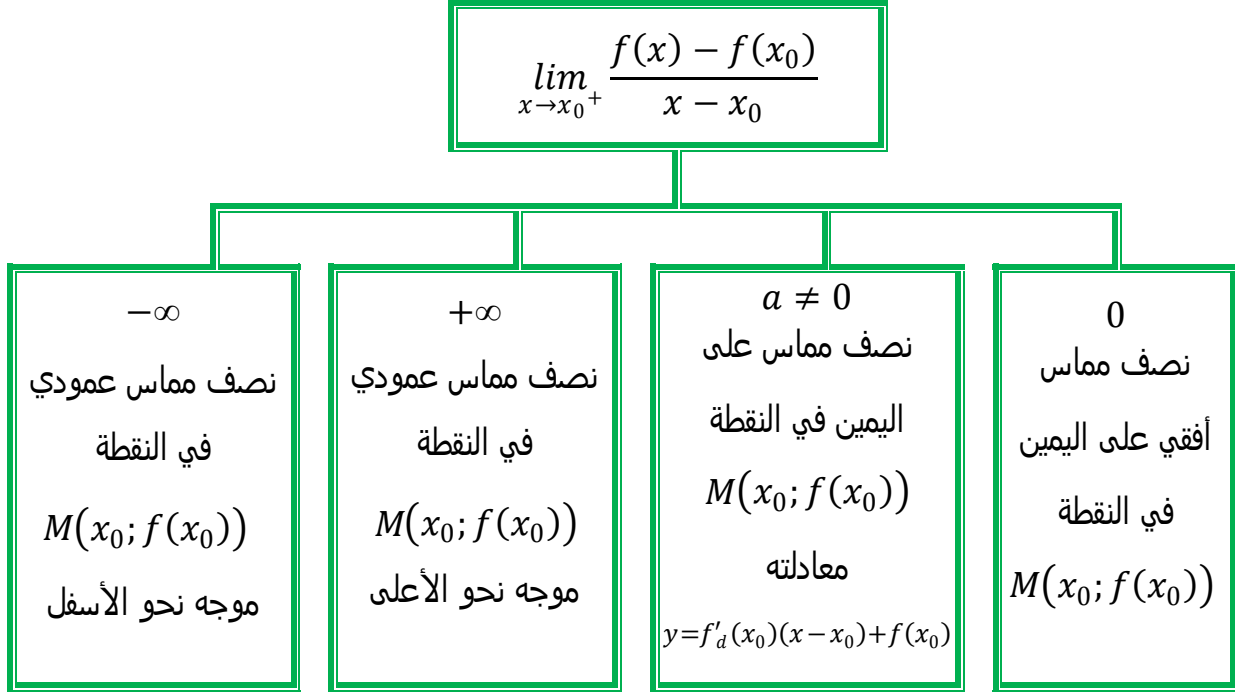 lim_{x→x₀⁺} (f(x) − f(x₀))/(x − x₀)
0
نصف مماس
أفقي على اليمين
في النقطة
M(x₀; f(x₀))
a ≠ 0
نصف مماس على
اليمين في النقطة
M(x₀; f(x₀))
معادلته
y=f′_d(x₀)(x−x₀)+f(x₀)
+∞
نصف مماس عمودي
في النقطة
M(x₀; f(x₀))
موجه نحو الأعلى
−∞
نصف مماس عمودي
في النقطة
M(x₀; f(x₀))
موجه نحو الأسفل